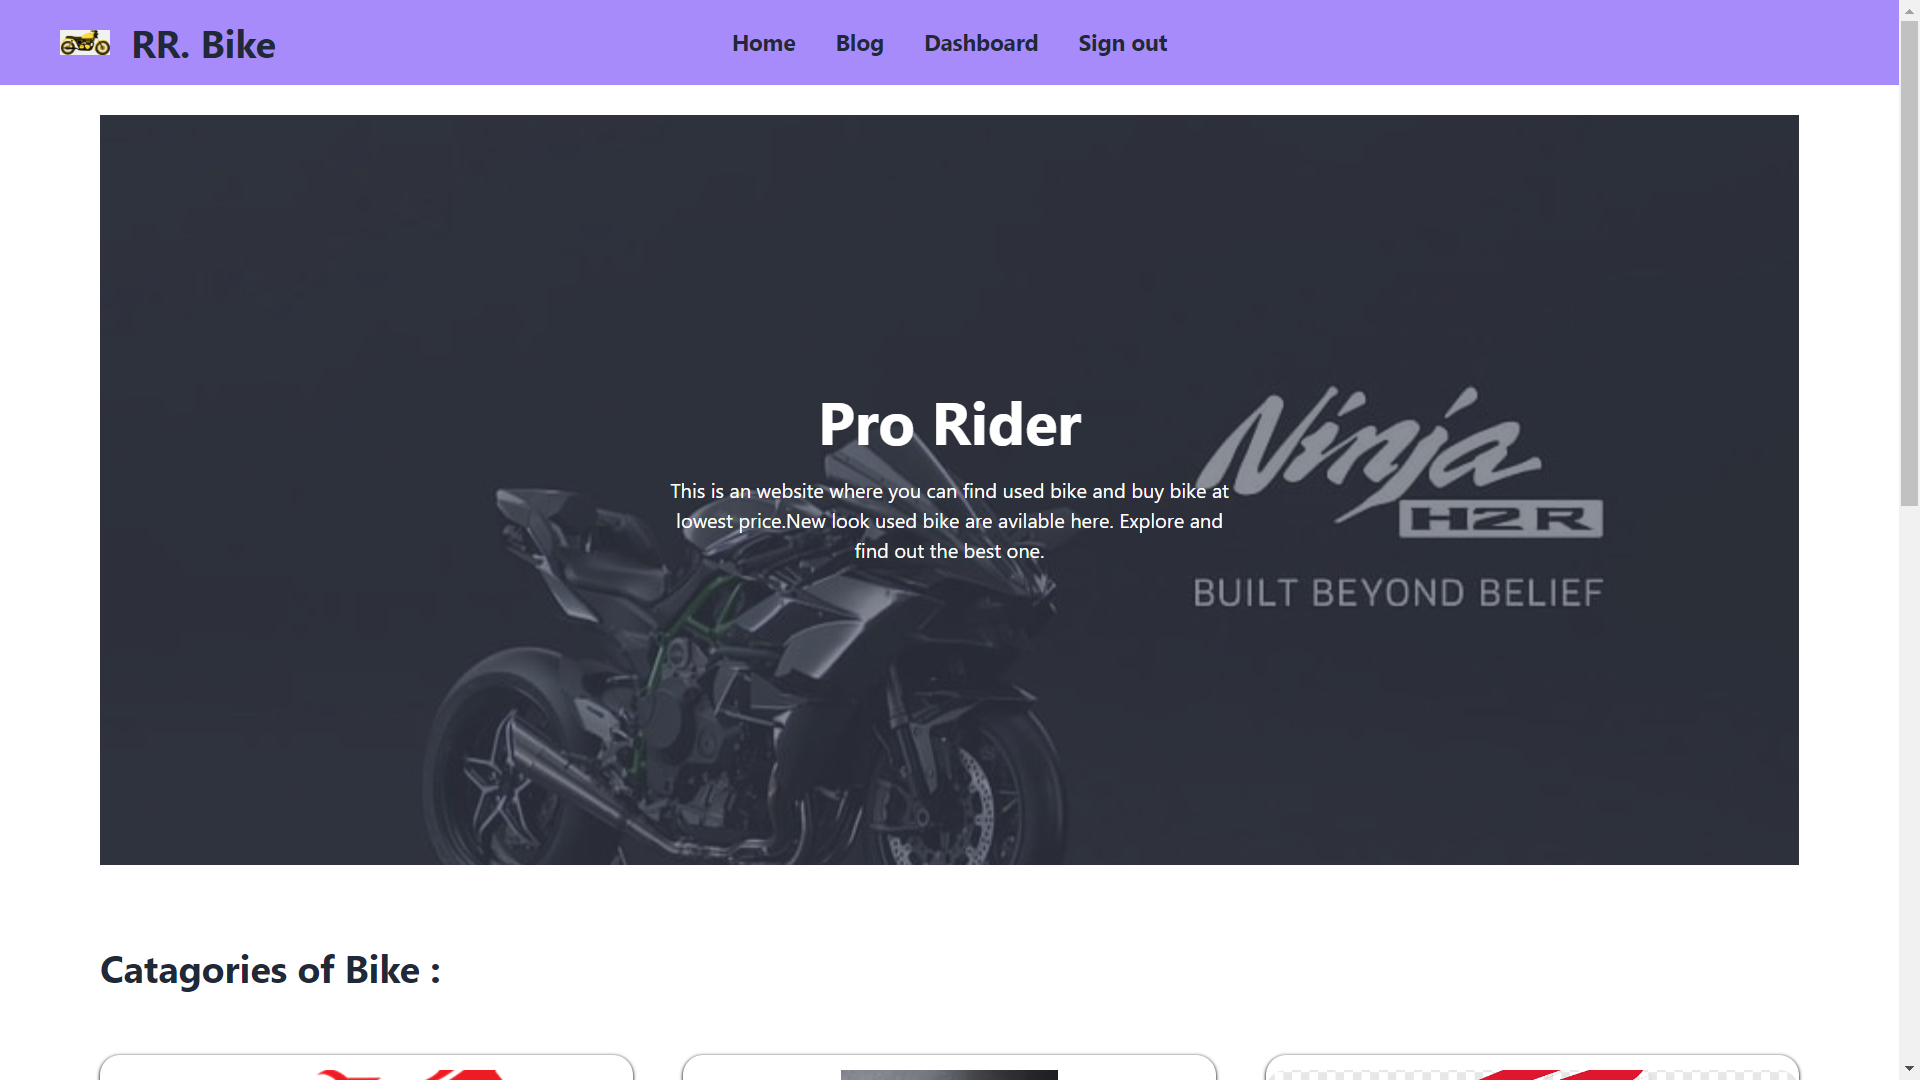 RR. Bike
Home Blog Dashboard Sign out
Pro Rider
This is an website where you can find used bike and buy bike at
lowest price.New look used bike are avilable here. Explore and
find out the best one.
Ninja
H2R
BUILT BEYOND BELIEF
Catagories of Bike :